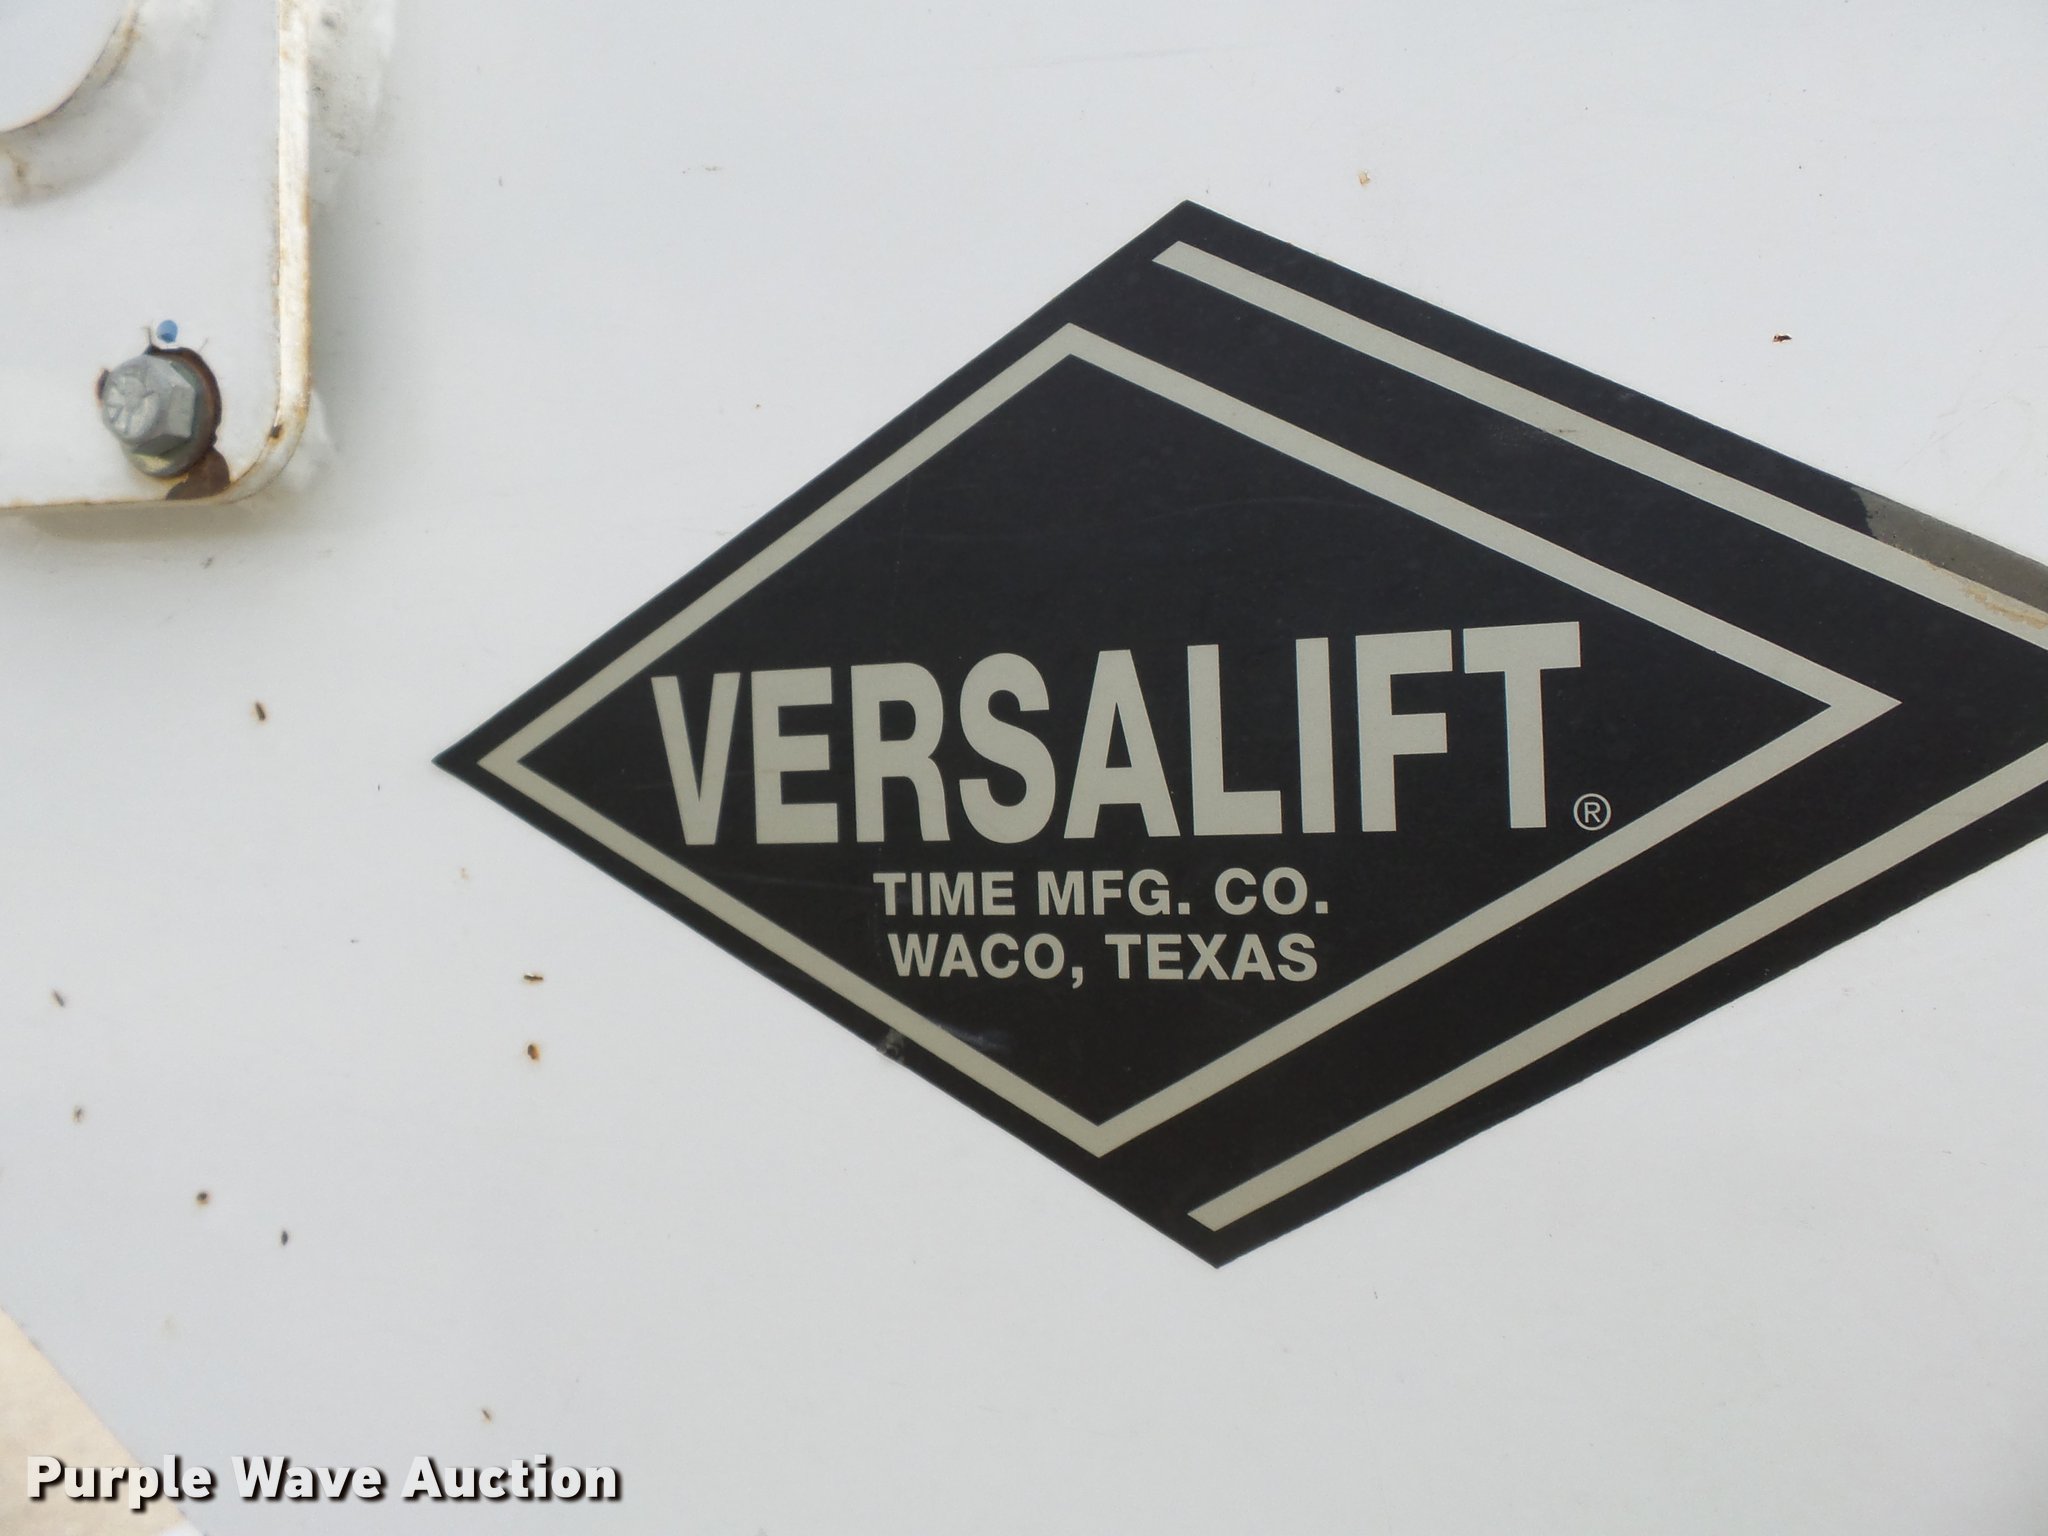 VERSALIFT®
TIME MFG. CO.
WACO, TEXAS
Purple Wave Auction